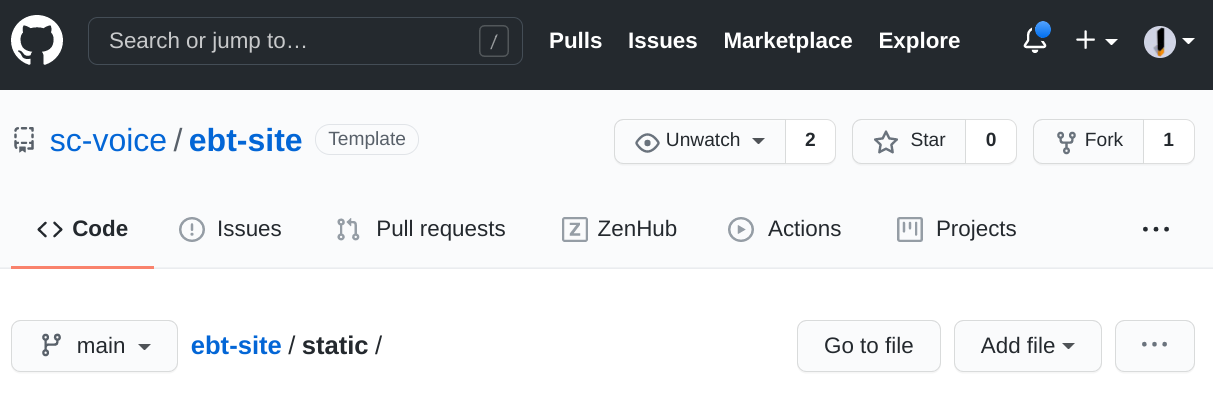 Search or jump to… / Pulls Issues Marketplace Explore
sc-voice / ebt-site Template Unwatch 2 Star 0 Fork 1
Code Issues Pull requests ZenHub Actions Projects
main ebt-site / static / Go to file Add file